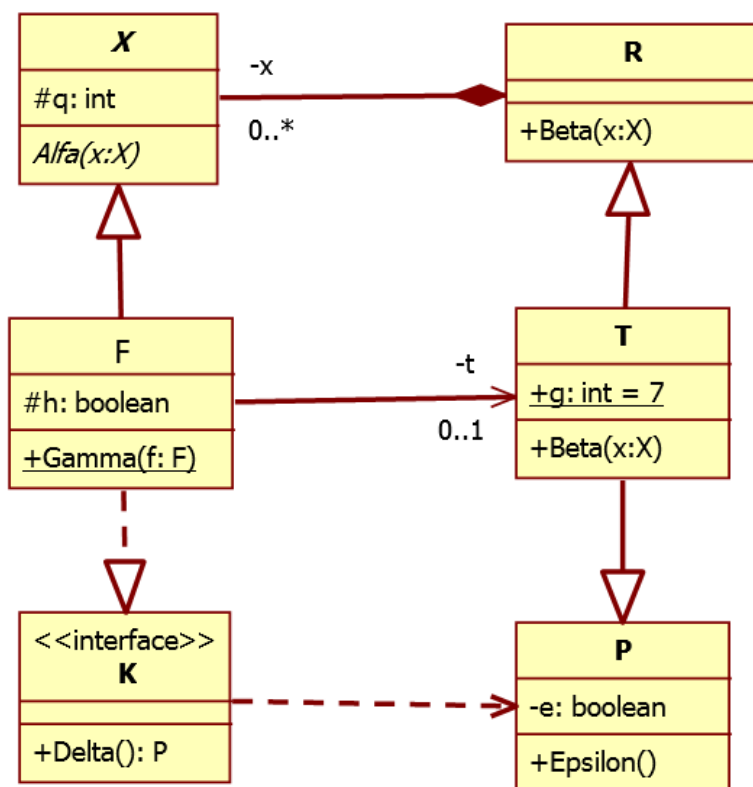 X
#q: int
Alfa(x:X)
-x
0..*
R
+Beta(x:X)
F
#h: boolean
+Gamma(f: F)
-t
0..1
T
+g: int = 7
+Beta(x:X)
<<interface>>
K
+Delta(): P
P
-e: boolean
+Epsilon()